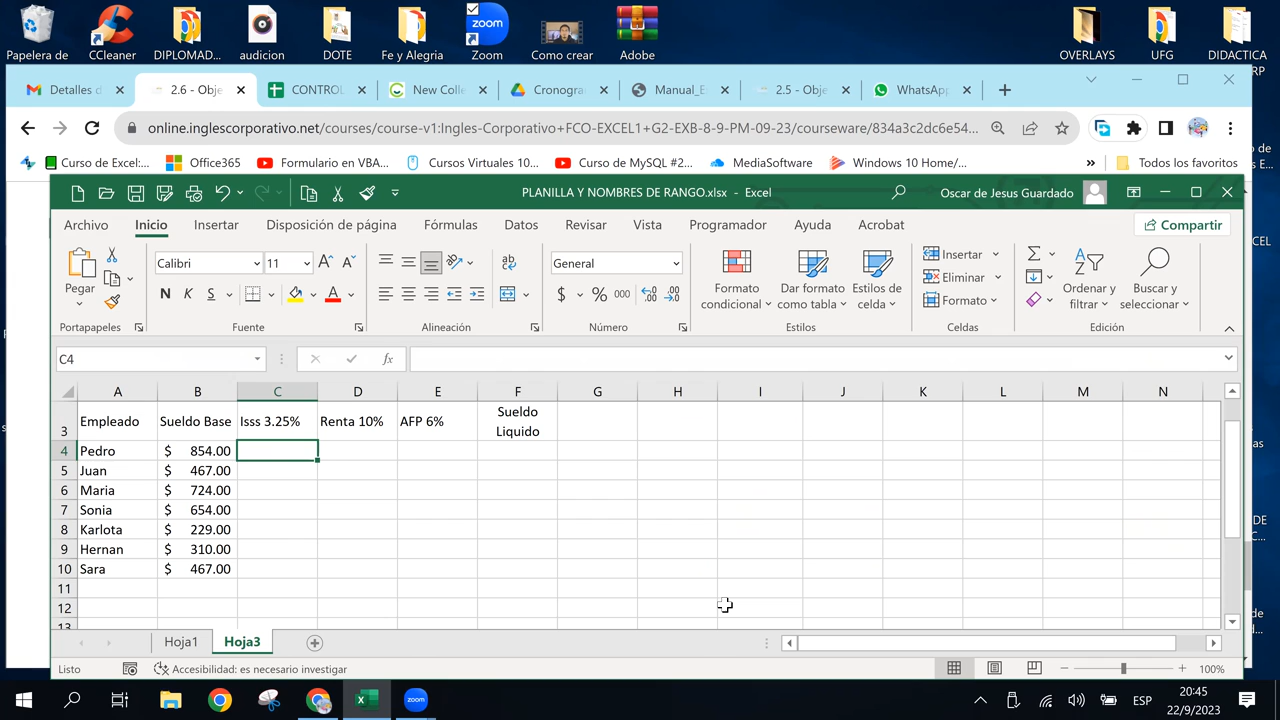 Papelera de
CCleaner
DIPLOMAD...
audicion
DOTE
Fe y Alegria
zoom
Zoom
Como crear
Adobe
OVERLAYS
UFG
DIDACTICA
Detalles d
2.6 - Obje
CONTROL
New Colle
Cronogra
Manual_E
2.5 - Obje
WhatsApp
online.inglescorporativo.net/courses/course-v1:Ingles-Corporativo+FCO-EXCEL1+G2-EXB-8-9-PM-09-23/courseware/834a3c2dc6e54...
Curso de Excel:...
Office365
Formulario en VBA...
Cursos Virtuales 10...
Curso de MySQL #2...
MediaSoftware
Windows 10 Home/...
»
Todos los favoritos
PLANILLA Y NOMBRES DE RANGO.xlsx - Excel
Oscar de Jesus Guardado
Archivo
Inicio
Insertar
Disposición de página
Fórmulas
Datos
Revisar
Vista
Programador
Ayuda
Acrobat
Compartir
Pegar
Portapapeles
Calibri
11
N K S
Fuente
Alineación
General
$ % 000
Número
Formato
condicional
Dar formato
como tabla
Estilos de
celda
Estilos
Insertar
Eliminar
Formato
Celdas
Ordenar y
filtrar
Buscar y
seleccionar
Edición
C4
fx
A B C D E F G H I J K L M N
3 Empleado Sueldo Base Isss 3.25% Renta 10% AFP 6% Sueldo
Liquido
4 Pedro $ 854.00
5 Juan $ 467.00
6 Maria $ 724.00
7 Sonia $ 654.00
8 Karlota $ 229.00
9 Hernan $ 310.00
10 Sara $ 467.00
11
12
13
Hoja1
Hoja3
Listo
Accesibilidad: es necesario investigar
100%
zoom
ESP
20:45
22/9/2023